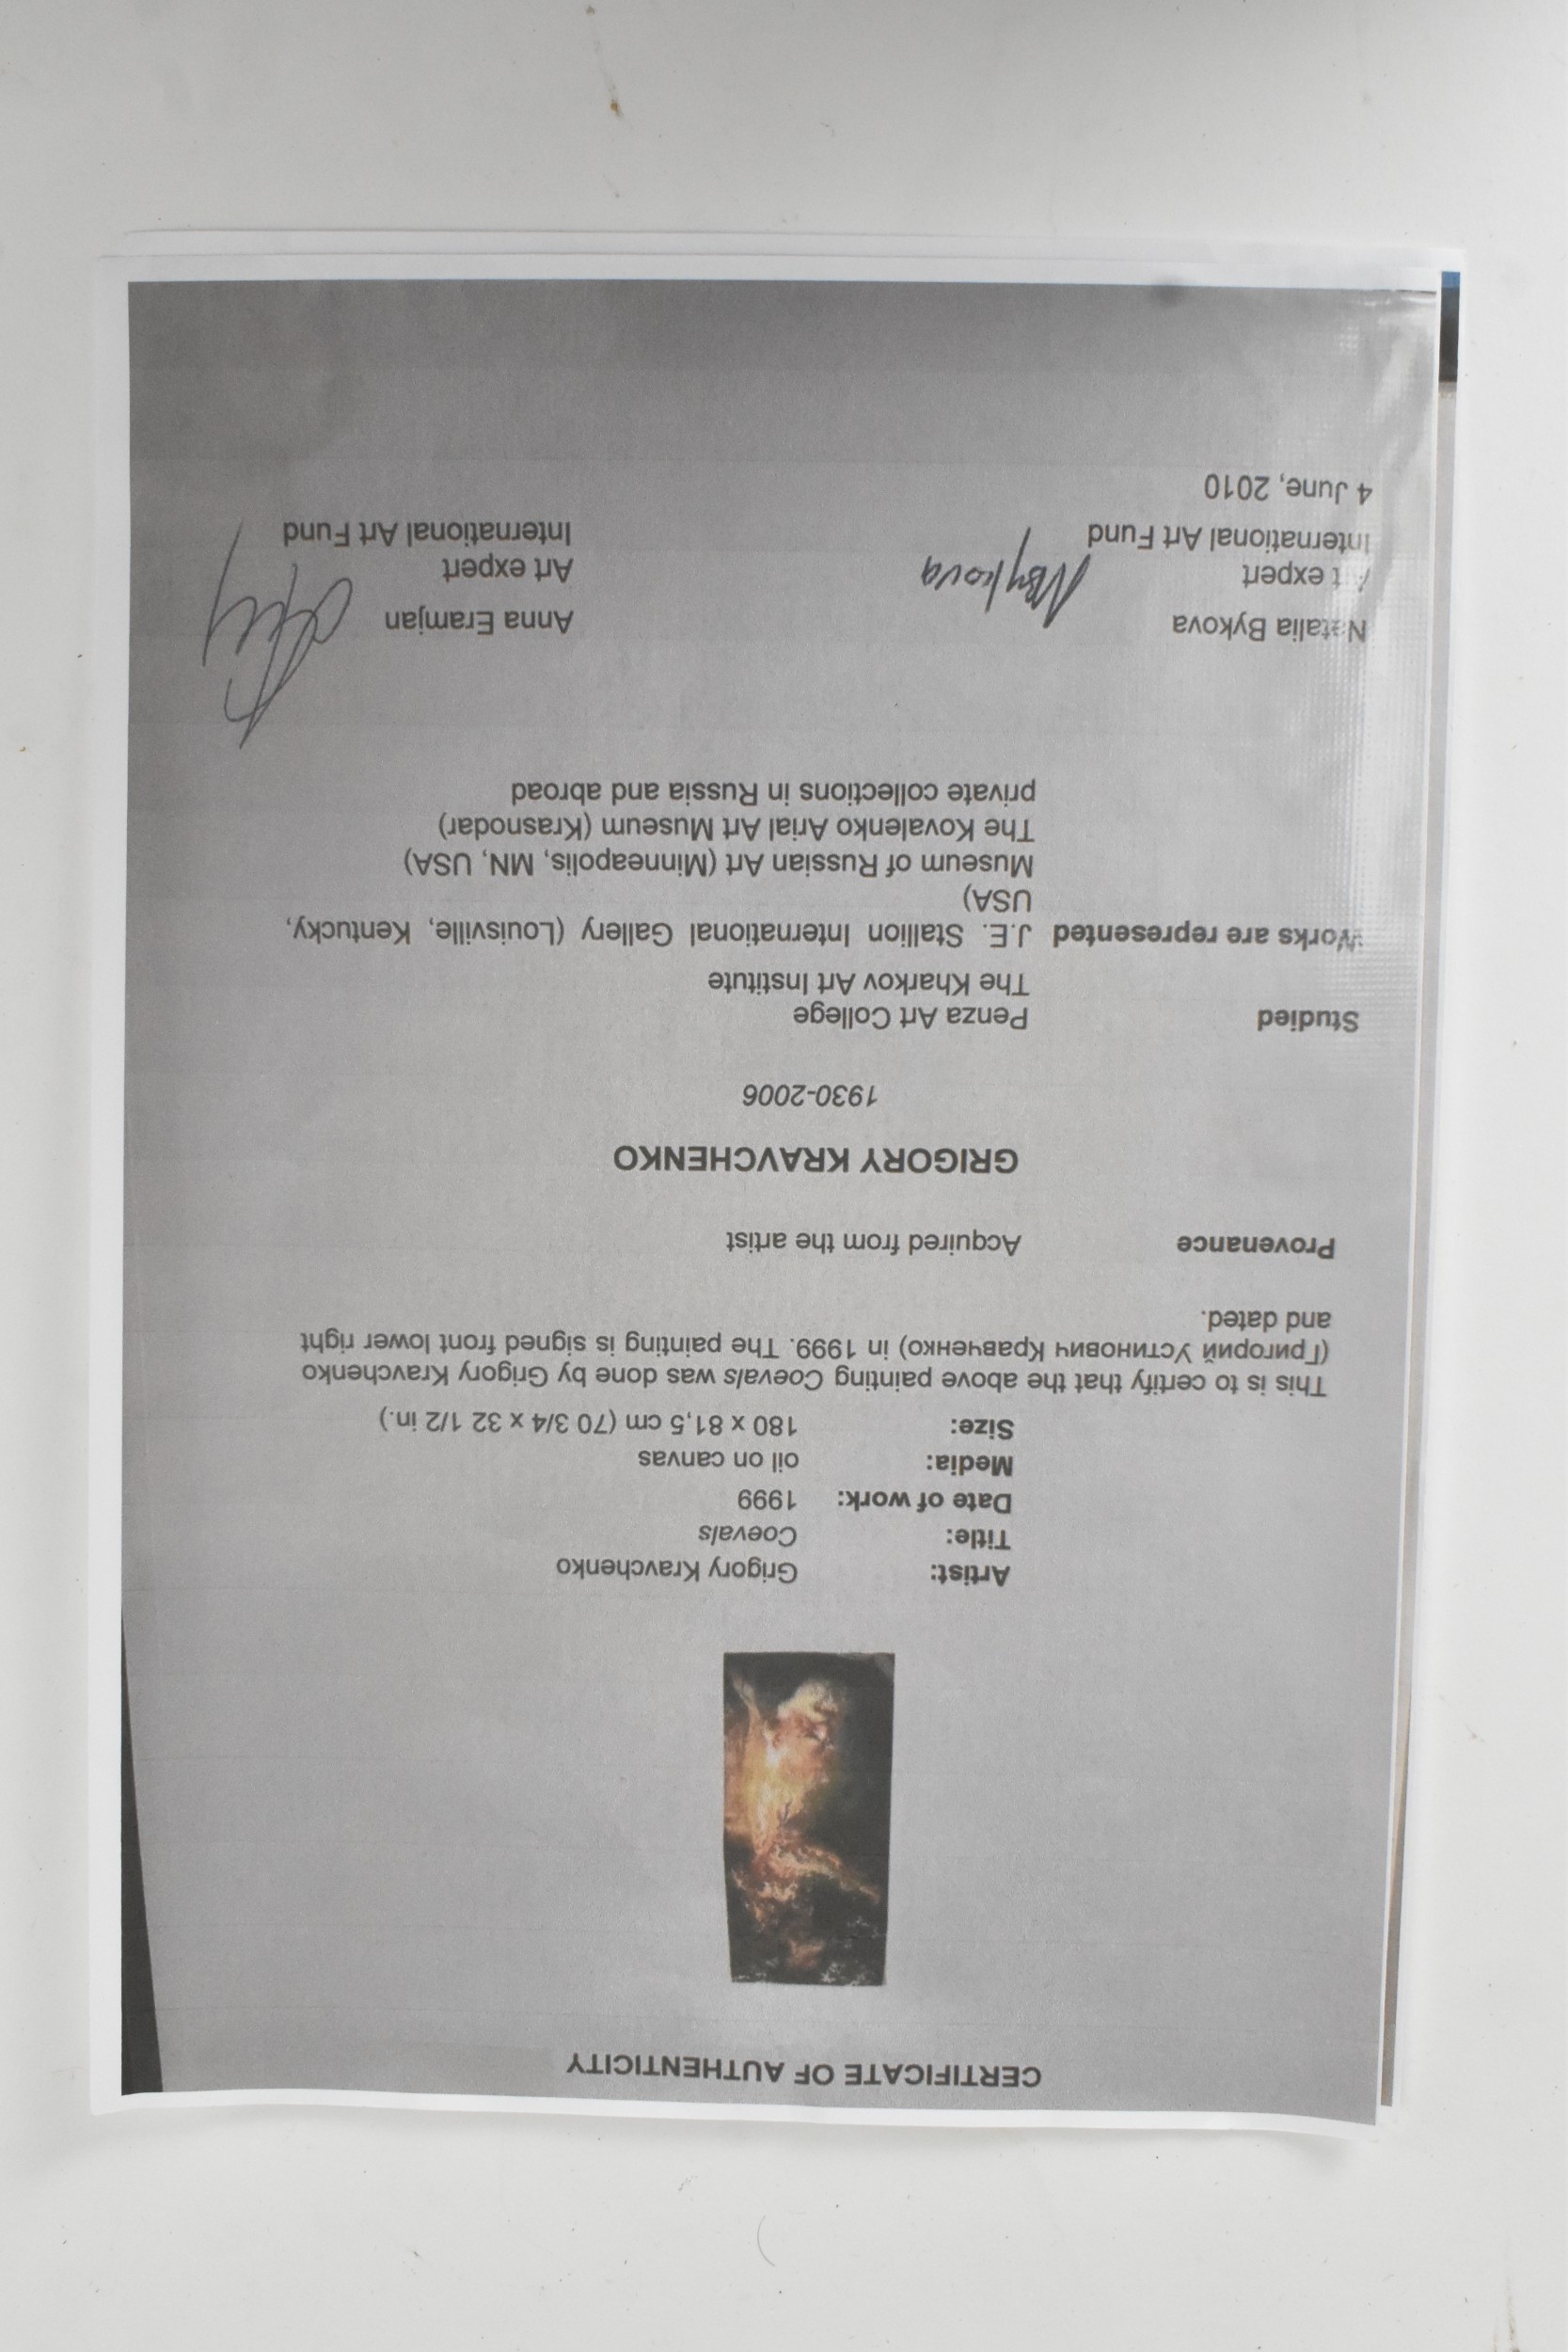 CERTIFICATE OF AUTHENTICITY
Artist: Grigory Kravchenko
Title: Coevals
Date of work: 1999
Media: oil on canvas
Size: 180 x 81,5 cm (70 3/4 x 32 1/2 in.)
This is to certify that the above painting Coevals was done by Grigory Kravchenko
(Григорий Устинович Кравченко) in 1999. The painting is signed front lower right
and dated.
Provenance Acquired from the artist
GRIGORY KRAVCHENKO
1930-2006
Studied Penza Art College
The Kharkov Art Institute
Works are represented J.E. Stallion International Gallery (Louisville, Kentucky,
USA)
Museum of Russian Art (Minneapolis, MN, USA)
The Kovalenko Arial Art Museum (Krasnodar)
private collections in Russia and abroad
Natalia Bykova Anna Eramjan
Art expert NBykova Art expert
International Art Fund International Art Fund
4 June, 2010